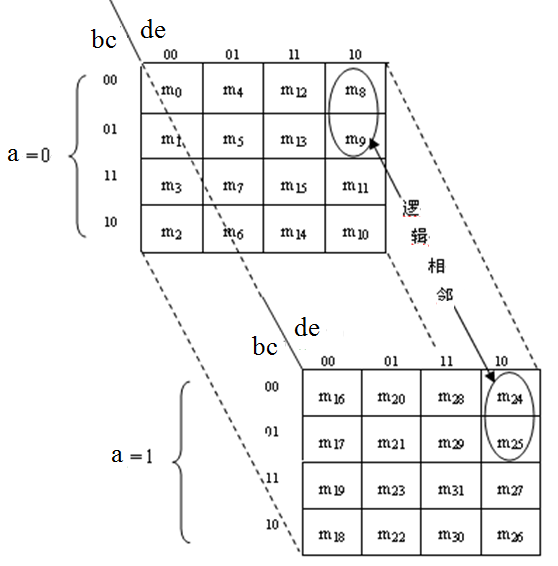 bc de
00 01 11 10
00 m0 m4 m12 m8
01 m1 m5 m13 m9
a=0
11 m3 m7 m15 m11
10 m2 m6 m14 m10
逻
辑
相
邻
bc de
00 01 11 10
00 m16 m20 m28 m24
01 m17 m21 m29 m25
a=1
11 m19 m23 m31 m27
10 m18 m22 m30 m26